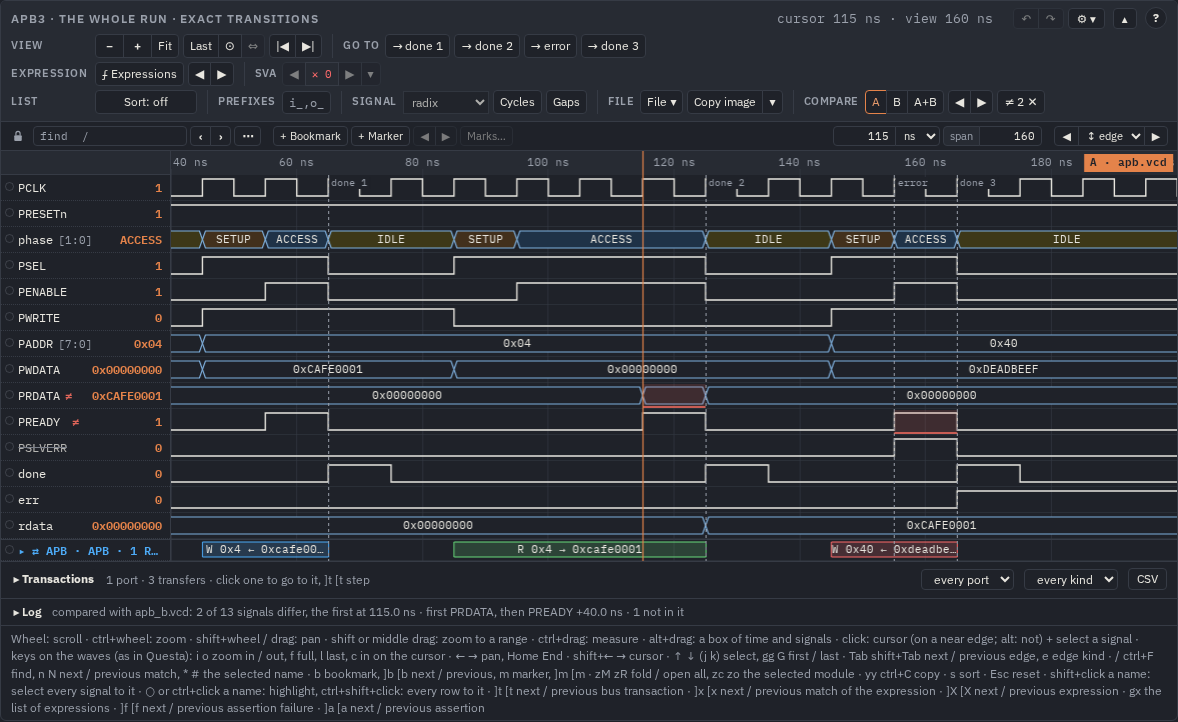 APB3 · THE WHOLE RUN · EXACT TRANSITIONS cursor 115 ns · view 160 ns ↶ ↷ ⚙ ▾ ▲ ?
VIEW − + Fit Last ⊙ ⇔ |◀ ▶| GO TO → done 1 → done 2 → error → done 3
EXPRESSION ⨍ Expressions ◀ ▶ SVA ◀ × 0 ▶ ▾
LIST Sort: off PREFIXES i_,o_ SIGNAL radix Cycles Gaps FILE File ▾ Copy image ▾ COMPARE A B A+B ◀ ▶ ≠ 2 ✕
find / ‹ › ⋯ + Bookmark + Marker ◀ ▶ Marks... 115 ns span 160 ◀ ↕ edge ▶
40 ns 60 ns 80 ns 100 ns 120 ns 140 ns 160 ns 180 ns A · apb.vcd
PCLK 1 done 1 done 2 error done 3
PRESETn 1
phase [1:0] ACCESS SETUP ACCESS IDLE SETUP ACCESS IDLE SETUP ACCESS IDLE
PSEL 1
PENABLE 1
PWRITE 0
PADDR [7:0] 0x04 0x04 0x40
PWDATA 0x00000000 0xCAFE0001 0x00000000 0xDEADBEEF
PRDATA ≠ 0xCAFE0001 0x00000000 0x00000000
PREADY ≠ 1
PSLVERR 0
done 0
err 0
rdata 0x00000000 0x00000000 0xCAFE0001
▸ ⇄ APB · APB · 1 R… W 0x4 ← 0xcafe00… R 0x4 → 0xcafe0001 W 0x40 ← 0xdeadbe…
▸ Transactions 1 port · 3 transfers · click one to go to it, ]t [t step every port every kind CSV
▸ Log compared with apb_b.vcd: 2 of 13 signals differ, the first at 115.0 ns · first PRDATA, then PREADY +40.0 ns · 1 not in it
Wheel: scroll · ctrl+wheel: zoom · shift+wheel / drag: pan · shift or middle drag: zoom to a range · ctrl+drag: measure · alt+drag: a box of time and signals · click: cursor (on a near edge; alt: not) + select a signal ·
keys on the waves (as in Questa): i o zoom in / out, f full, l last, c in on the cursor · ← → pan, Home End · shift+← → cursor · ↑ ↓ (j k) select, gg G first / last · Tab shift+Tab next / previous edge, e edge kind · / ctrl+F
find, n N next / previous match, * # the selected name · b bookmark, ]b [b next / previous, m marker, ]m [m · zM zR fold / open all, zc zo the selected module · yy ctrl+C copy · s sort · Esc reset · shift+click a name:
select every signal to it · ○ or ctrl+click a name: highlight, ctrl+shift+click: every row to it · ]t [t next / previous bus transaction · ]x [x next / previous match of the expression · ]X [X next / previous expression · gx the
list of expressions · ]f [f next / previous assertion failure · ]a [a next / previous assertion